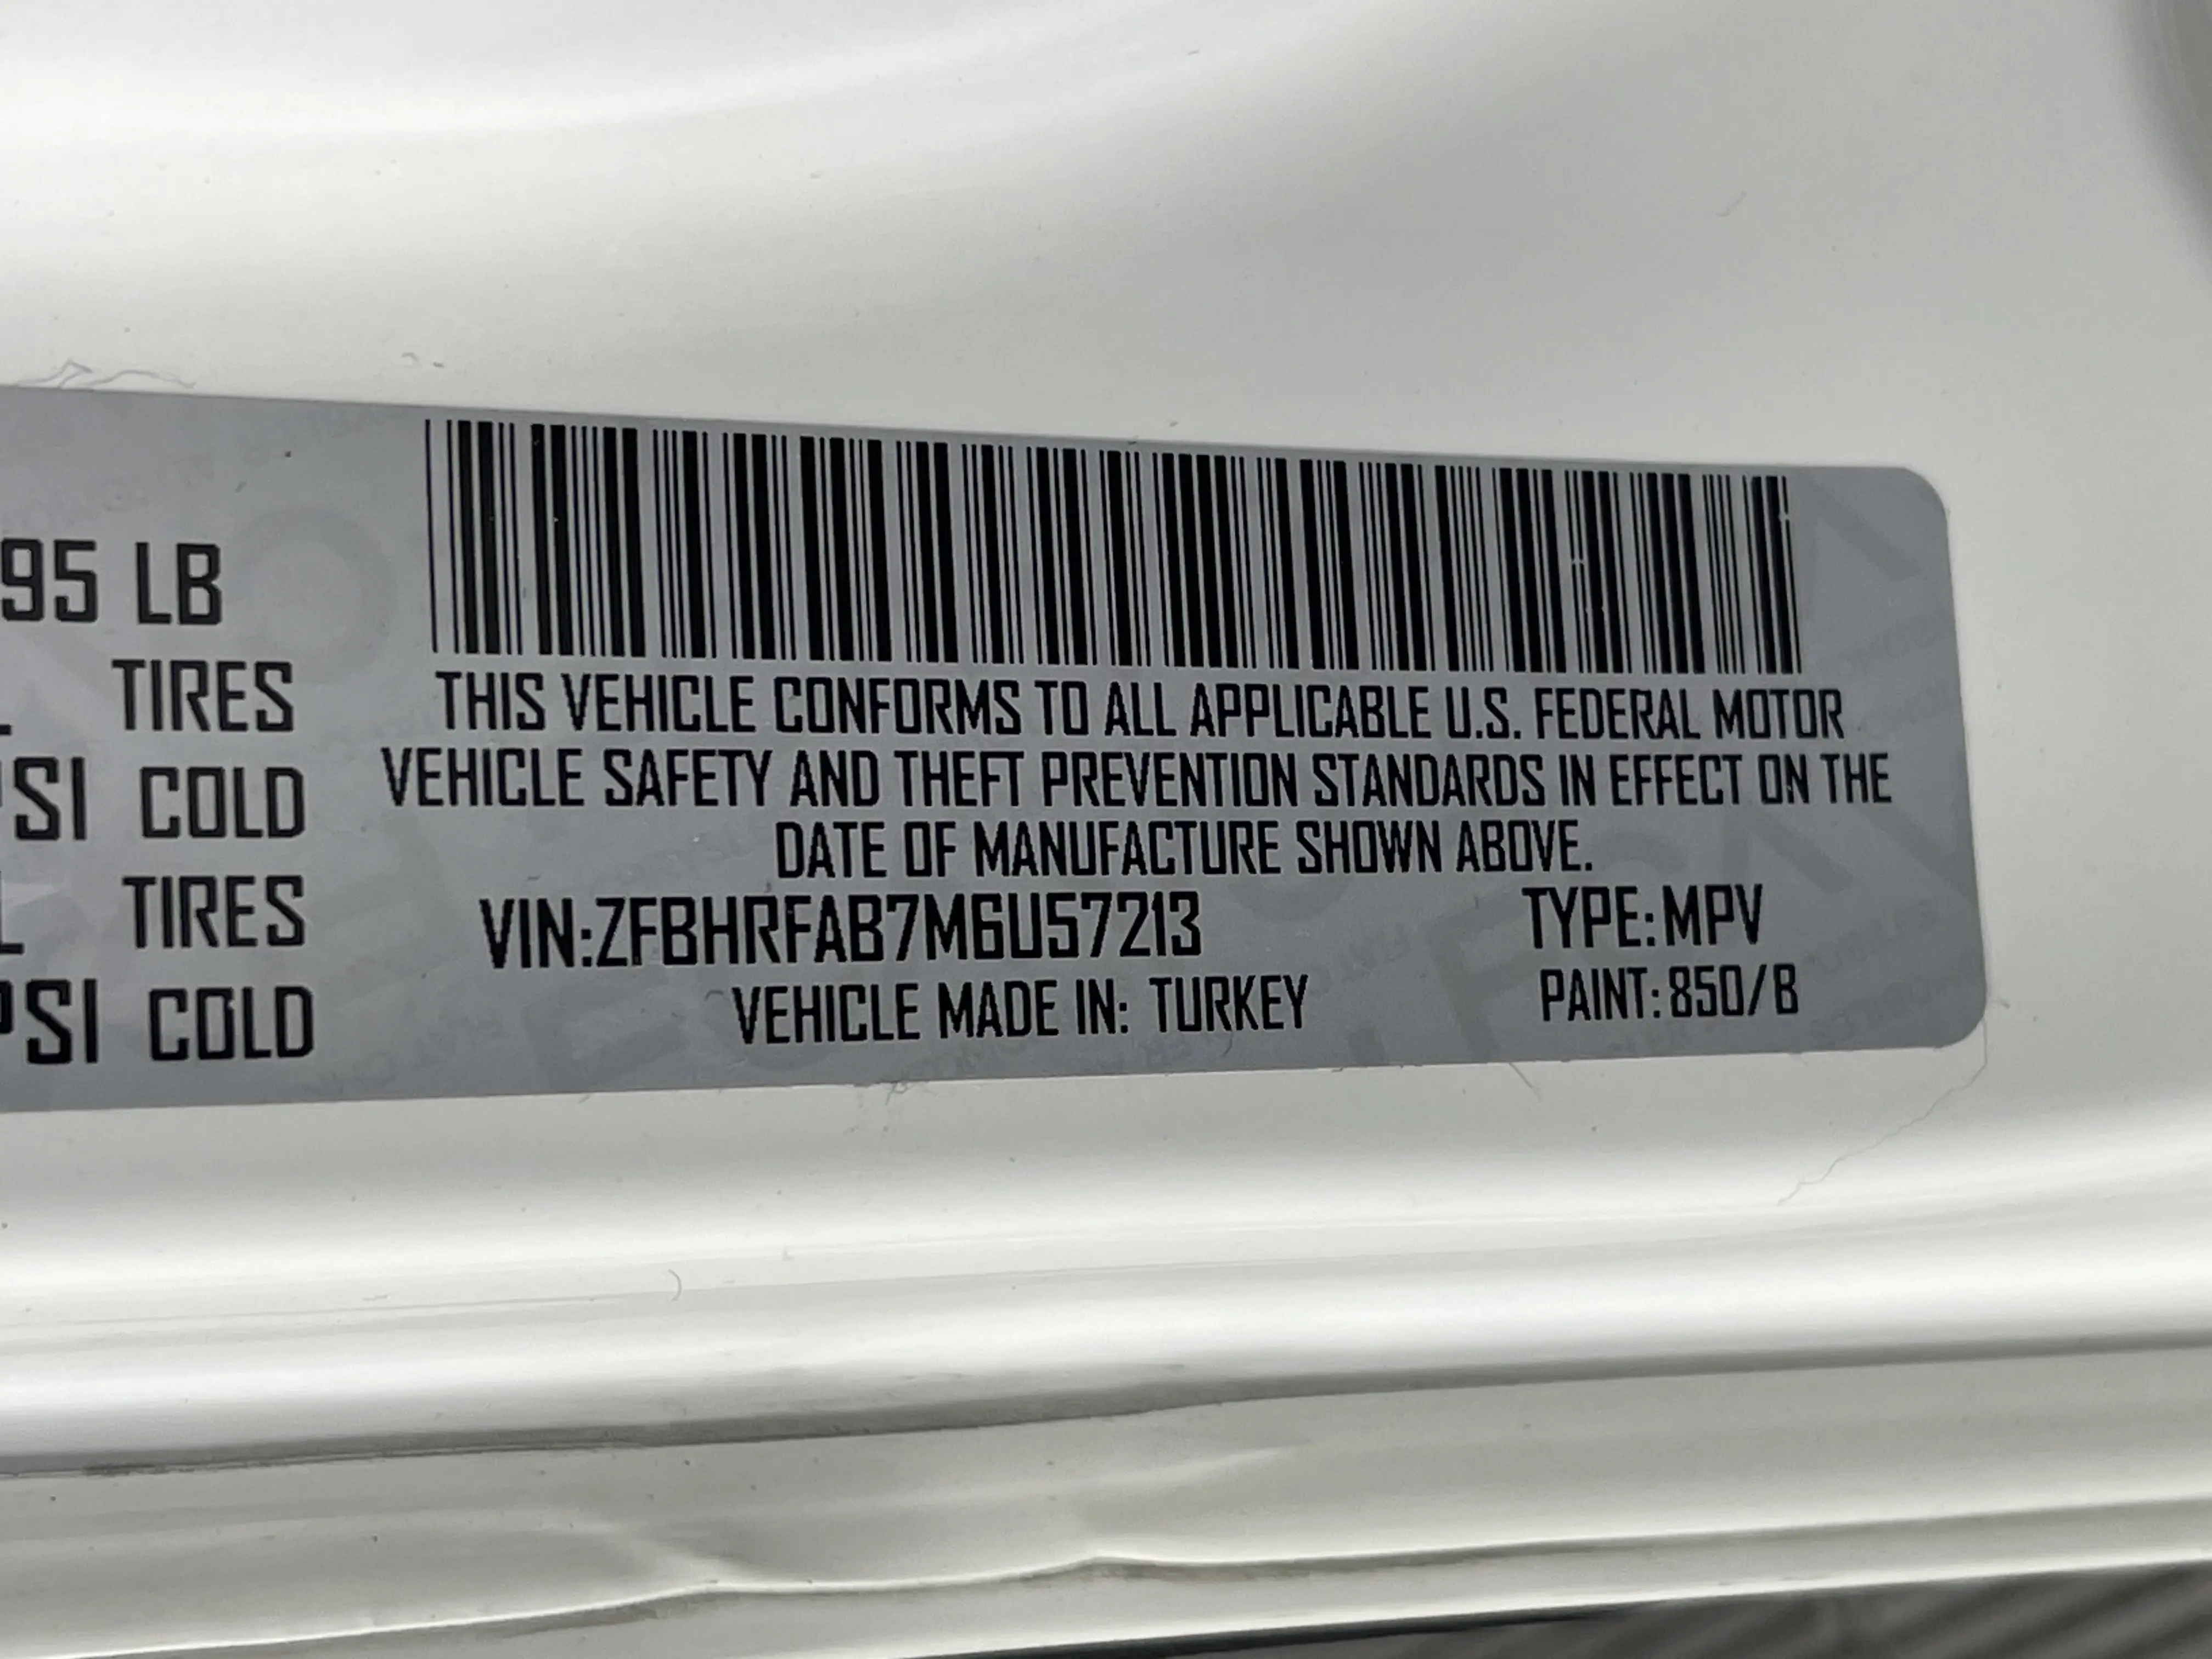 95 LB
TIRES
PSI COLD
TIRES
PSI COLD
THIS VEHICLE CONFORMS TO ALL APPLICABLE U.S. FEDERAL MOTOR
VEHICLE SAFETY AND THEFT PREVENTION STANDARDS IN EFFECT ON THE
DATE OF MANUFACTURE SHOWN ABOVE.
VIN:ZFBHRFAB7M6U57213 TYPE:MPV
VEHICLE MADE IN: TURKEY PAINT:850/B